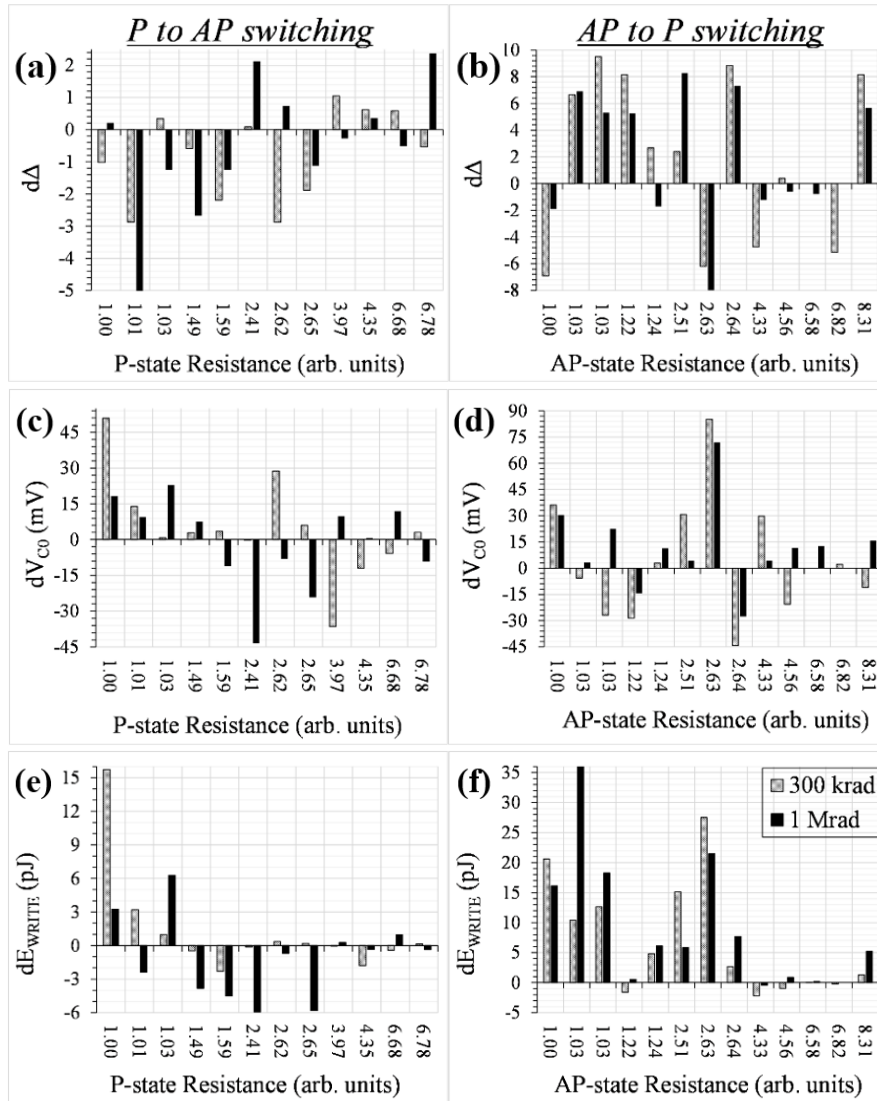 P to AP switching
AP to P switching
(a)
dΔ
2
1
0
-1
-2
-3
-4
-5
1.00 1.01 1.03 1.49 1.59 2.41 2.62 2.65 3.97 4.35 6.68 6.78
P-state Resistance (arb. units)
(b)
dΔ
10
8
6
4
2
0
-2
-4
-6
-8
1.00 1.03 1.03 1.22 1.24 2.51 2.63 2.64 4.33 4.56 6.58 6.82 8.31
AP-state Resistance (arb. units)
(c)
dVC0 (mV)
45
30
15
0
-15
-30
-45
1.00 1.01 1.03 1.49 1.59 2.41 2.62 2.65 3.97 4.35 6.68 6.78
P-state Resistance (arb. units)
(d)
dVC0 (mV)
90
75
60
45
30
15
0
-15
-30
-45
1.00 1.03 1.03 1.22 1.24 2.51 2.63 2.64 4.33 4.56 6.58 6.82 8.31
AP-state Resistance (arb. units)
(e)
dEWRITE (pJ)
15
12
9
6
3
0
-3
-6
1.00 1.01 1.03 1.49 1.59 2.41 2.62 2.65 3.97 4.35 6.68 6.78
P-state Resistance (arb. units)
(f)
dEWRITE (pJ)
35
30
25
20
15
10
5
0
-5
300 krad
1 Mrad
1.00 1.03 1.03 1.22 1.24 2.51 2.63 2.64 4.33 4.56 6.58 6.82 8.31
AP-state Resistance (arb. units)